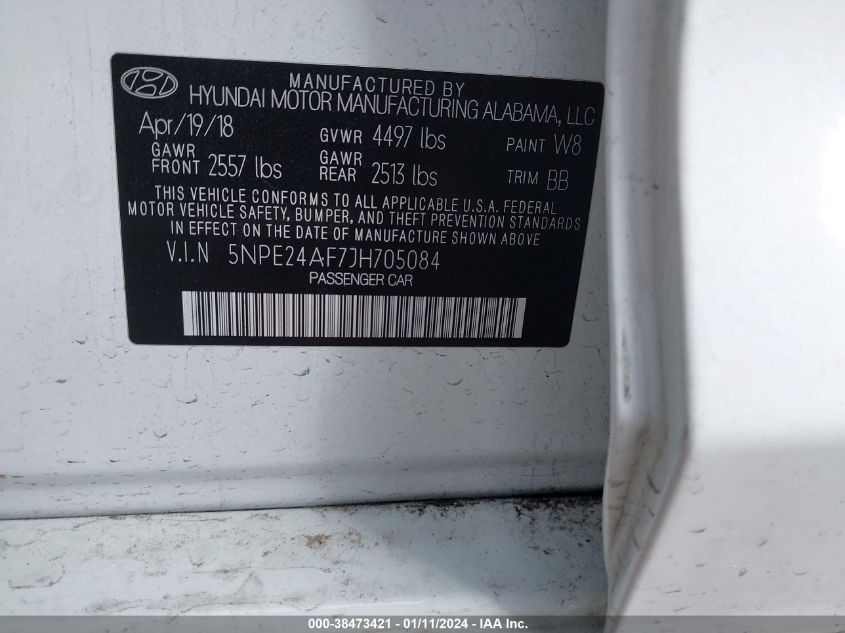 MANUFACTURED BY
HYUNDAI MOTOR MANUFACTURING ALABAMA, LLC
Apr/19/18 GVWR 4497 lbs PAINT W8
GAWR FRONT 2557 lbs GAWR REAR 2513 lbs TRIM BB
THIS VEHICLE CONFORMS TO ALL APPLICABLE U.S.A. FEDERAL
MOTOR VEHICLE SAFETY, BUMPER, AND THEFT PREVENTION STANDARDS
IN EFFECT ON THE DATE OF MANUFACTURE SHOWN ABOVE
V.I.N 5NPE24AF7JH705084
PASSENGER CAR
000-38473421 - 01/11/2024 - IAA Inc.